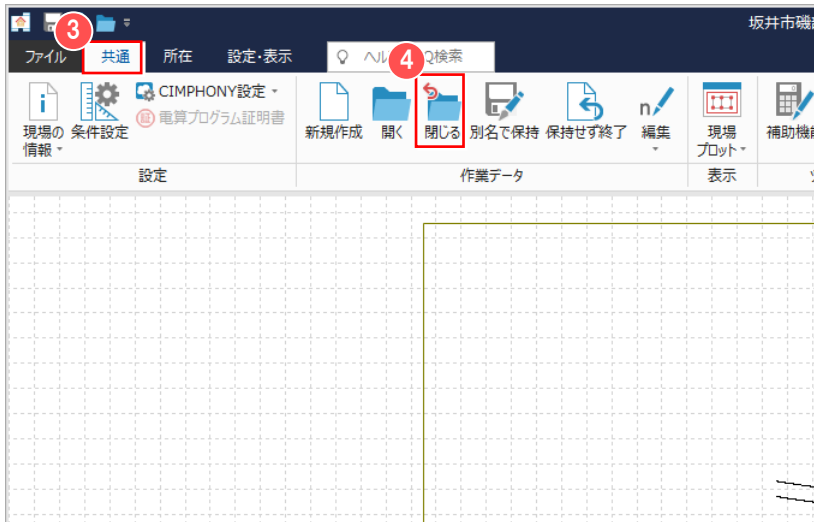 坂井市磯部
3
ファイル 共通 所在 設定・表示
4
Q検索
CIMPHONY設定
電算プログラム証明書
現場の情報
条件設定
新規作成
開く
閉じる
別名で保持
保持せず終了
編集
現場プロット
補助機能
設定
作業データ
表示